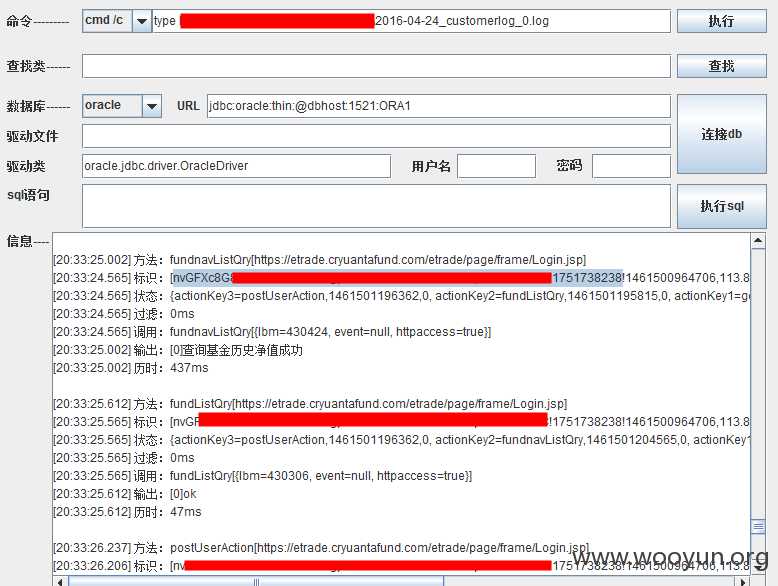 命令--------- cmd /c type 2016-04-24_customerlog_0.log 执行
查找类------ 查找
数据库------ oracle URL jdbc:oracle:thin:@dbhost:1521:ORA1 连接db
驱动文件
驱动类 oracle.jdbc.driver.OracleDriver 用户名 密码
sql语句 执行sql
信息----
[20:33:25.002] 方法：fundnavListQry[https://etrade.cryuantafund.com/etrade/page/frame/Login.jsp]
[20:33:24.565] 标识：[nvGFXc8G8 1751738238!1461500964706,113.8
[20:33:24.565] 状态：{actionKey3=postUserAction,1461501196362,0, actionKey2=fundListQry,1461501195815,0, actionKey1=ge
[20:33:24.565] 过滤：0ms
[20:33:24.565] 调用：fundnavListQry[{lbm=430424, event=null, httpaccess=true}]
[20:33:25.002] 输出：[0]查询基金历史净值成功
[20:33:25.002] 历时：437ms
[20:33:25.612] 方法：fundListQry[https://etrade.cryuantafund.com/etrade/page/frame/Login.jsp]
[20:33:25.565] 标识：[nvGF !1751738238!1461500964706,113.8
[20:33:25.565] 状态：{actionKey3=postUserAction,1461501196362,0, actionKey2=fundnavListQry,1461501204565,0, actionKey1
[20:33:25.565] 过滤：0ms
[20:33:25.565] 调用：fundListQry[{lbm=430306, event=null, httpaccess=true}]
[20:33:25.612] 输出：[0]ok
[20:33:25.612] 历时：47ms
[20:33:26.237] 方法：postUserAction[https://etrade.cryuantafund.com/etrade/page/frame/Login.jsp]
[20:33:26.206] 标识：[nv !1751738238!1461500964706,113.8
www.wooyun.org